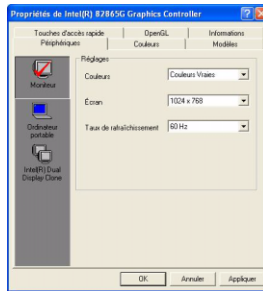 Propriétés de Intel(R) 82865G Graphics Controller
Touches d'accès rapide
OpenGL
Informations
Périphériques
Couleurs
Modèles
Moniteur
Ordinateur portable
Intel(R) Dual Display Clone
Réglages
Couleurs
Couleurs Vraies
Écran
1024 x 768
Taux de rafraîchissement
60 Hz
OK
Annuler
Appliquer